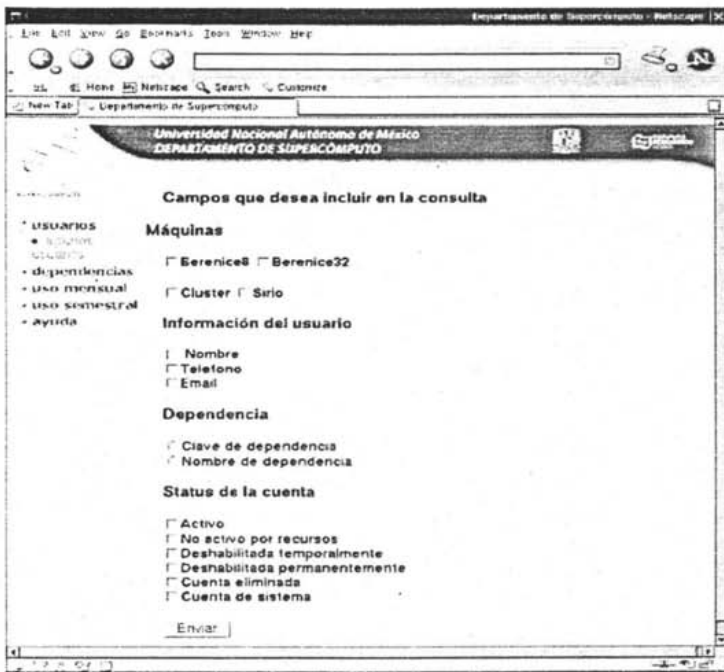 Departamento de Supercomputo - Netscape
File Edit View Go Bookmarks Tools Window Help
Home Netscape Search Customize
New Tab Departamento de Supercomputo
Universidad Nacional Autónoma de México
DEPARTAMENTO DE SUPERCÓMPUTO
Campos que desea incluir en la consulta
usuarios
dependencias
uso mensual
uso semestral
ayuda
Máquinas
Berenice8 Berenice32
Cluster Sirio
Información del usuario
Nombre
Telefono
Email
Dependencia
Clave de dependencia
Nombre de dependencia
Status de la cuenta
Activo
No activo por recursos
Deshabilitada temporalmente
Deshabilitada permanentemente
Cuenta eliminada
Cuenta de sistema
Enviar